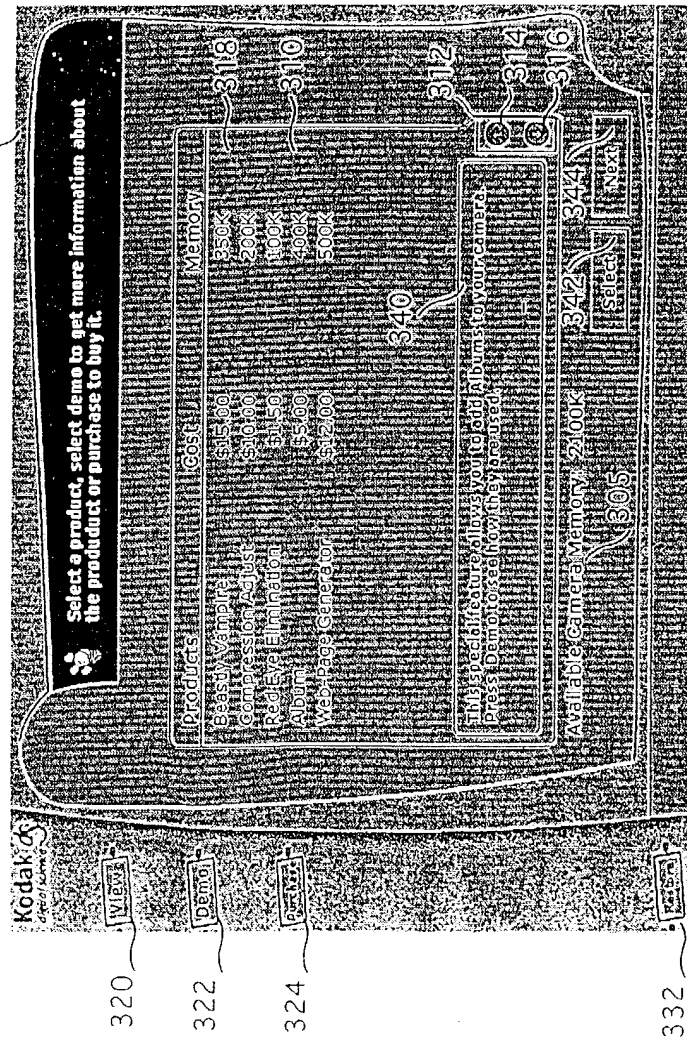 Kodak
Select a product, select demo to get more information about
the produduct or purchase to buy it.
320
View
322
Demo
324
Purchase
Products Cost Memory
Beastly Vampire $15.00 350K
Compression Adjust $10.00 200K
Red Eye Elimination $1.50 100K
Album $5.00 400K
Web-Page Generator $12.00 500K
318
310
312
314
316
340
This special feature allows you to add Albums to your camera.
Press Demo to see how they are used.
Available Camera Memory: 2100K
305
342
Select
344
Next
332